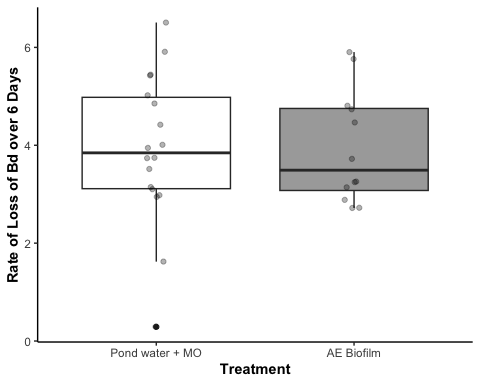 Rate of Loss of Bd over 6 Days
6
4
2
0
Pond water + MO
AE Biofilm
Treatment